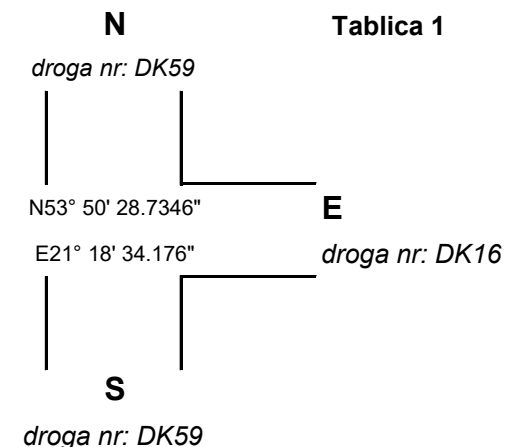 N
Tablica 1
droga nr: DK59
N53° 50' 28.7346"
E
E21° 18' 34.176"
droga nr: DK16
S
droga nr: DK59